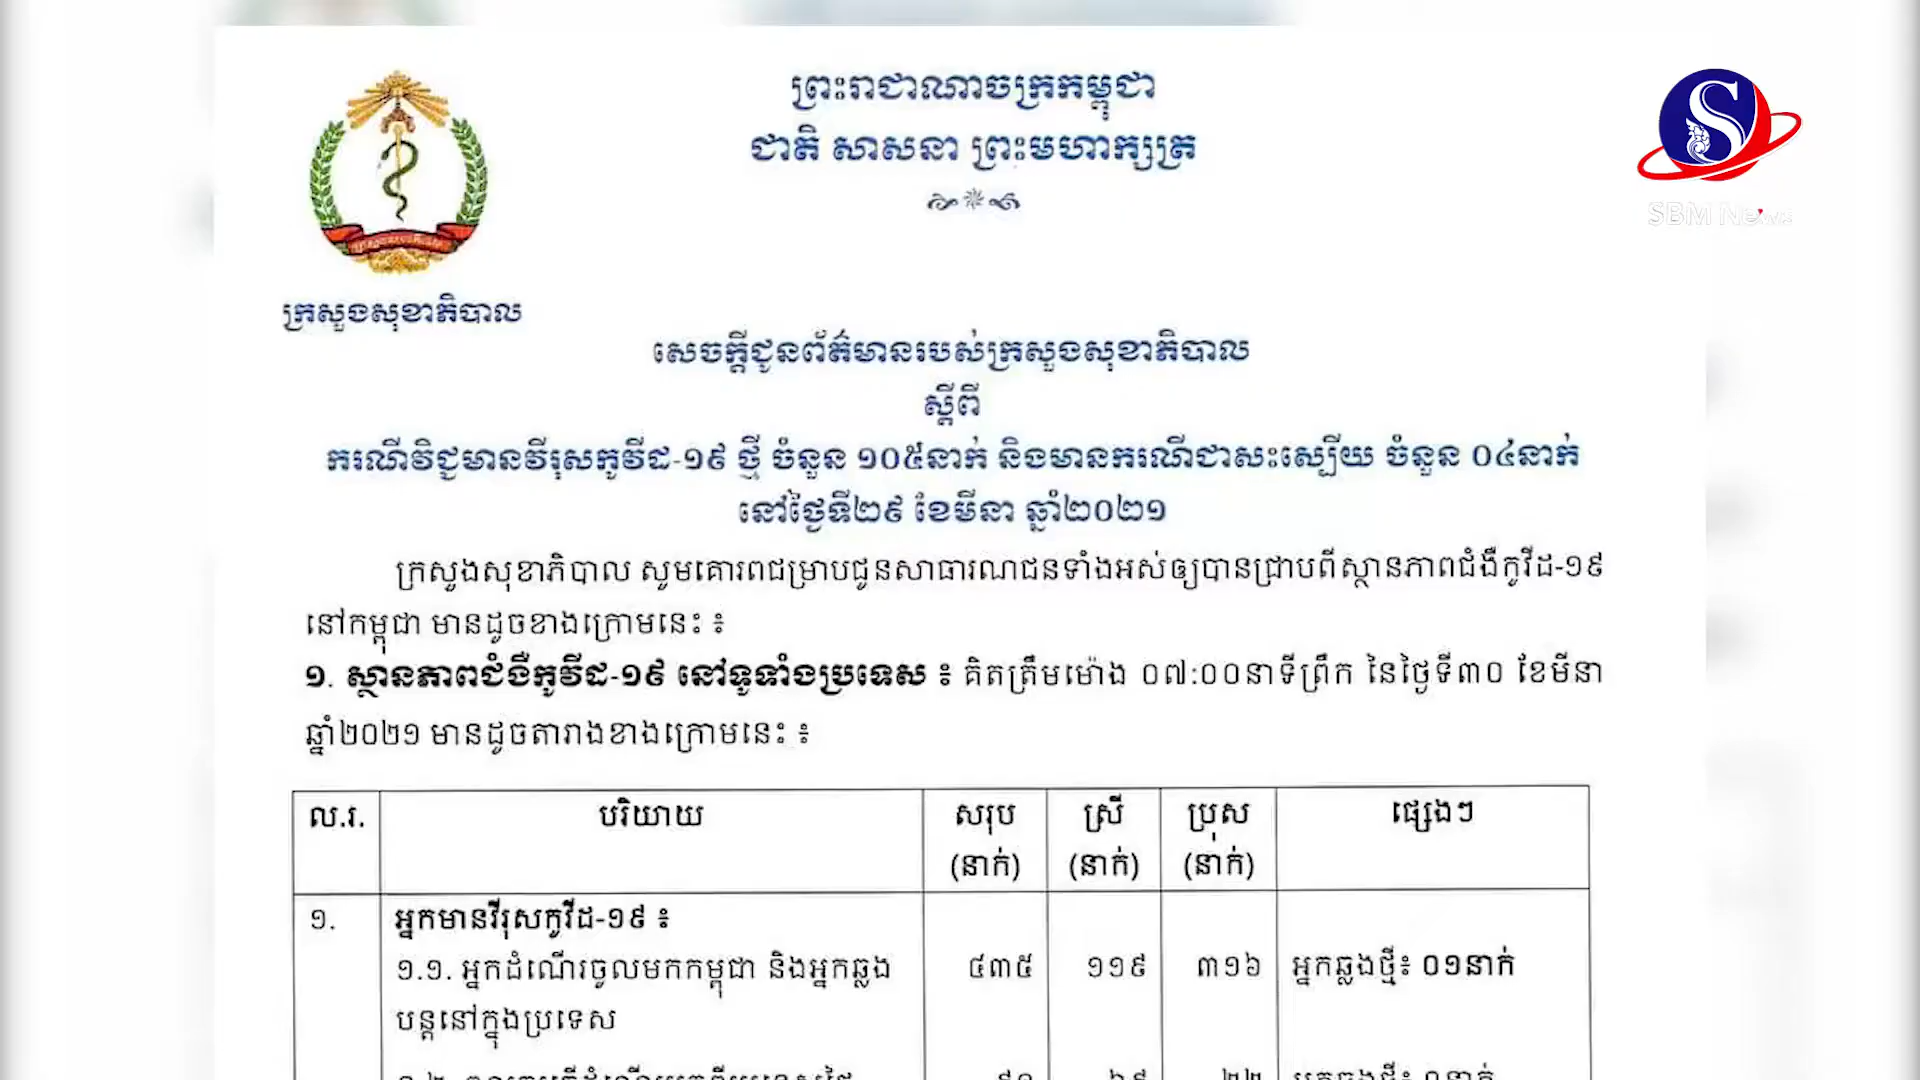 ព្រះរាជាណាចក្រកម្ពុជា
ជាតិ សាសនា ព្រះមហាក្សត្រ
SBM News
ក្រសួងសុខាភិបាល
សេចក្តីជូនព័ត៌មានរបស់ក្រសួងសុខាភិបាល
ស្តីពី
ករណីវិជ្ជមានវីរុសកូវីដ-១៩ ថ្មី ចំនួន ១០៥នាក់ និងមានករណីជាសះស្បើយ ចំនួន ០៤នាក់
នៅថ្ងៃទី២៩ ខែមីនា ឆ្នាំ២០២១
ក្រសួងសុខាភិបាល សូមគោរពជម្រាបជូនសាធារណជនទាំងអស់ឲ្យបានជ្រាបពីស្ថានភាពជំងឺកូវីដ-១៩
នៅកម្ពុជា មានដូចខាងក្រោមនេះ ៖
១. ស្ថានភាពជំងឺកូវីដ-១៩ នៅទូទាំងប្រទេស ៖ គិតត្រឹមម៉ោង ០៧:០០នាទីព្រឹក នៃថ្ងៃទី៣០ ខែមីនា
ឆ្នាំ២០២១ មានដូចតារាងខាងក្រោមនេះ ៖
ល.រ. បរិយាយ សរុប (នាក់) ស្រី (នាក់) ប្រុស (នាក់) ផ្សេងៗ
១. អ្នកមានវីរុសកូវីដ-១៩ ៖
១.១. អ្នកដំណើរចូលមកកម្ពុជា និងអ្នកឆ្លង ៤៣៥ ១១៩ ៣១៦ អ្នកឆ្លងថ្មី៖ ០១នាក់
បន្តនៅក្នុងប្រទេស